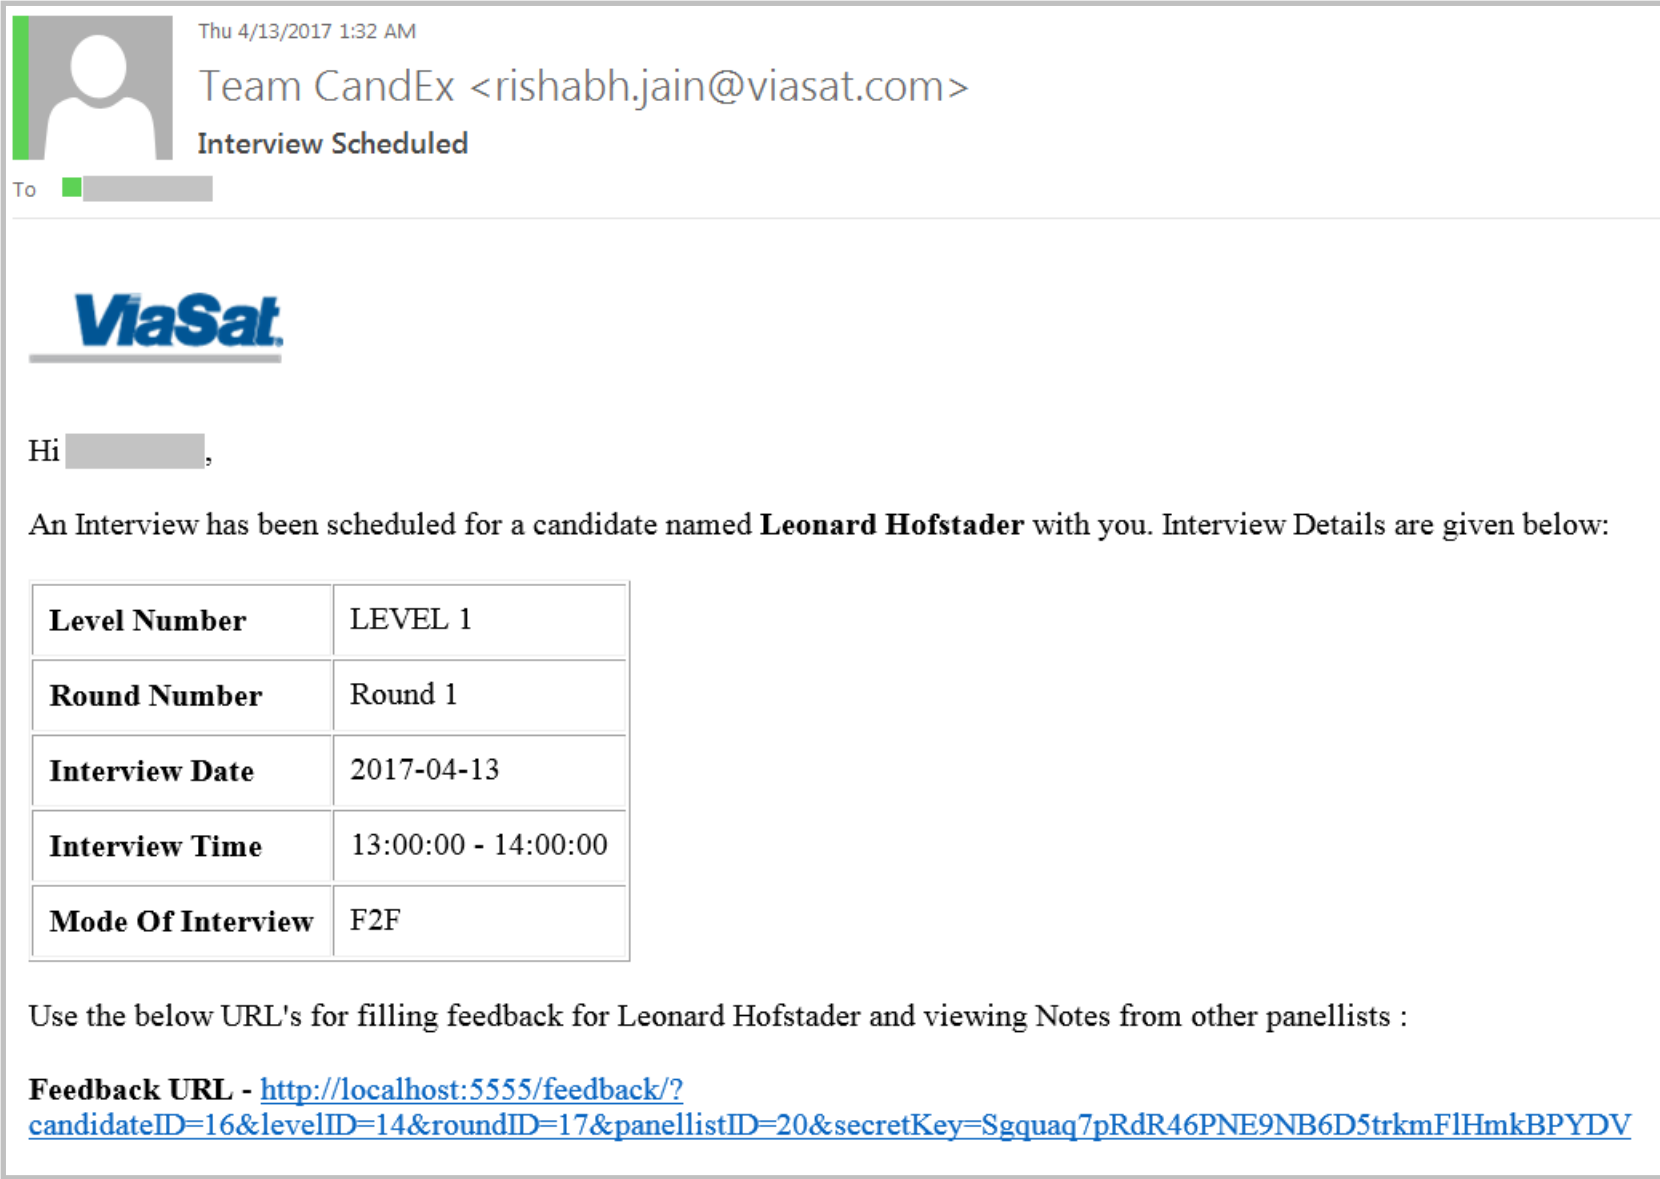 Thu 4/13/2017 1:32 AM
Team CandEx <rishabh.jain@viasat.com>
Interview Scheduled
To
ViaSat
Hi ,
An Interview has been scheduled for a candidate named Leonard Hofstader with you. Interview Details are given below:
Level Number LEVEL 1
Round Number Round 1
Interview Date 2017-04-13
Interview Time 13:00:00 - 14:00:00
Mode Of Interview F2F
Use the below URL's for filling feedback for Leonard Hofstader and viewing Notes from other panellists :
Feedback URL - http://localhost:5555/feedback/?
candidateID=16&levelID=14&roundID=17&panellistID=20&secretKey=Sgquaq7pRdR46PNE9NB6D5trkmFlHmkBPYDV